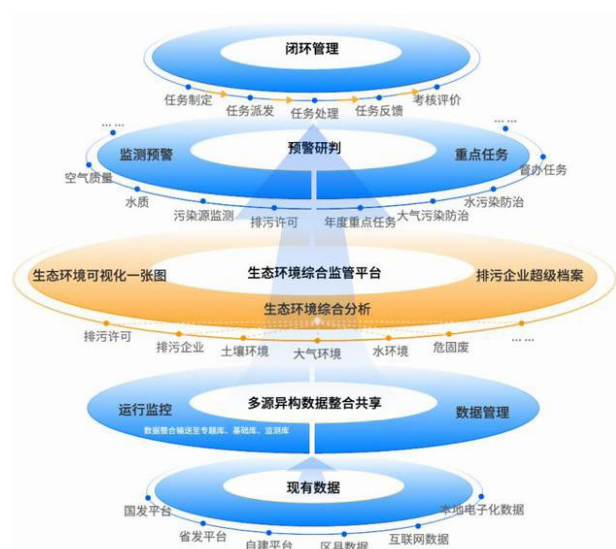 闭环管理
任务制定
任务派发
任务处理
任务反馈
考核评价
... ...
... ...
监测预警
预警研判
重点任务
空气质量
水质
污染源监测
排污许可
年度重点任务
大气污染防治
水污染防治
督办任务
生态环境可视化一张图
生态环境综合监管平台
排污企业超级档案
生态环境综合分析
排污许可
排污企业
土壤环境
大气环境
水环境
危固废
... ...
运行监控
多源异构数据整合共享
数据管理
数据整合输送至专题库、基础库、监测库
现有数据
国发平台
省发平台
自建平台
区县数据
互联网数据
本地电子化数据